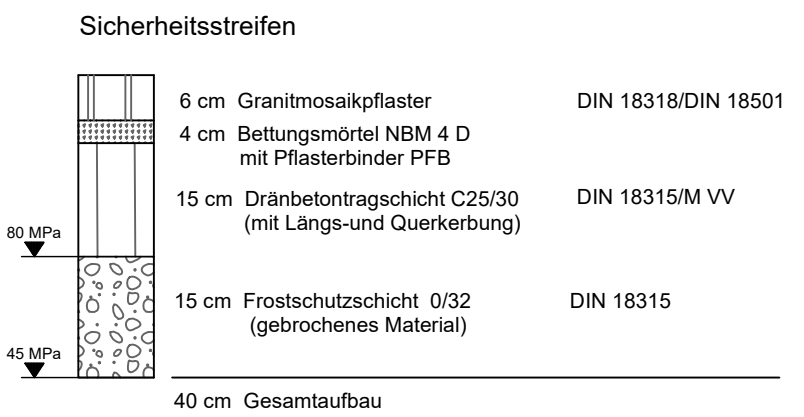 Sicherheitsstreifen
6 cm Granitmosaikpflaster DIN 18318/DIN 18501
4 cm Bettungsmörtel NBM 4 D
mit Pflasterbinder PFB
15 cm Dränbetontragschicht C25/30 DIN 18315/M VV
(mit Längs-und Querkerbung)
80 MPa
15 cm Frostschutzschicht 0/32 DIN 18315
(gebrochenes Material)
45 MPa
40 cm Gesamtaufbau